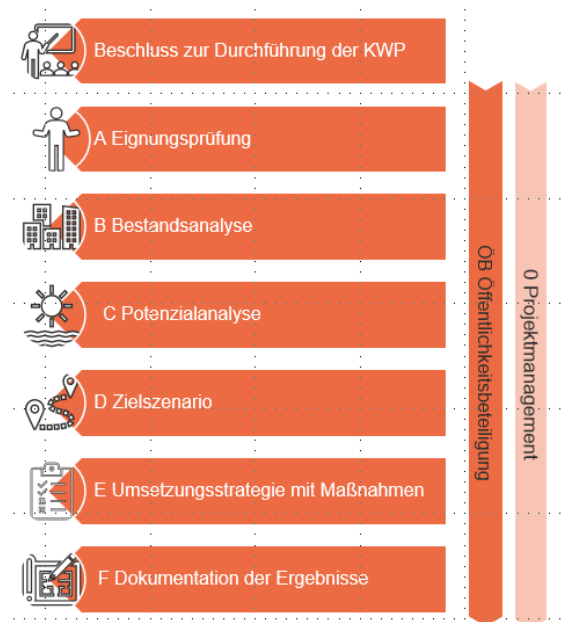 Beschluss zur Durchführung der KWP
A Eignungsprüfung
B Bestandsanalyse
C Potenzialanalyse
D Zielszenario
E Umsetzungsstrategie mit Maßnahmen
F Dokumentation der Ergebnisse
ÖB Öffentlichkeitsbeteiligung
0 Projektmanagement